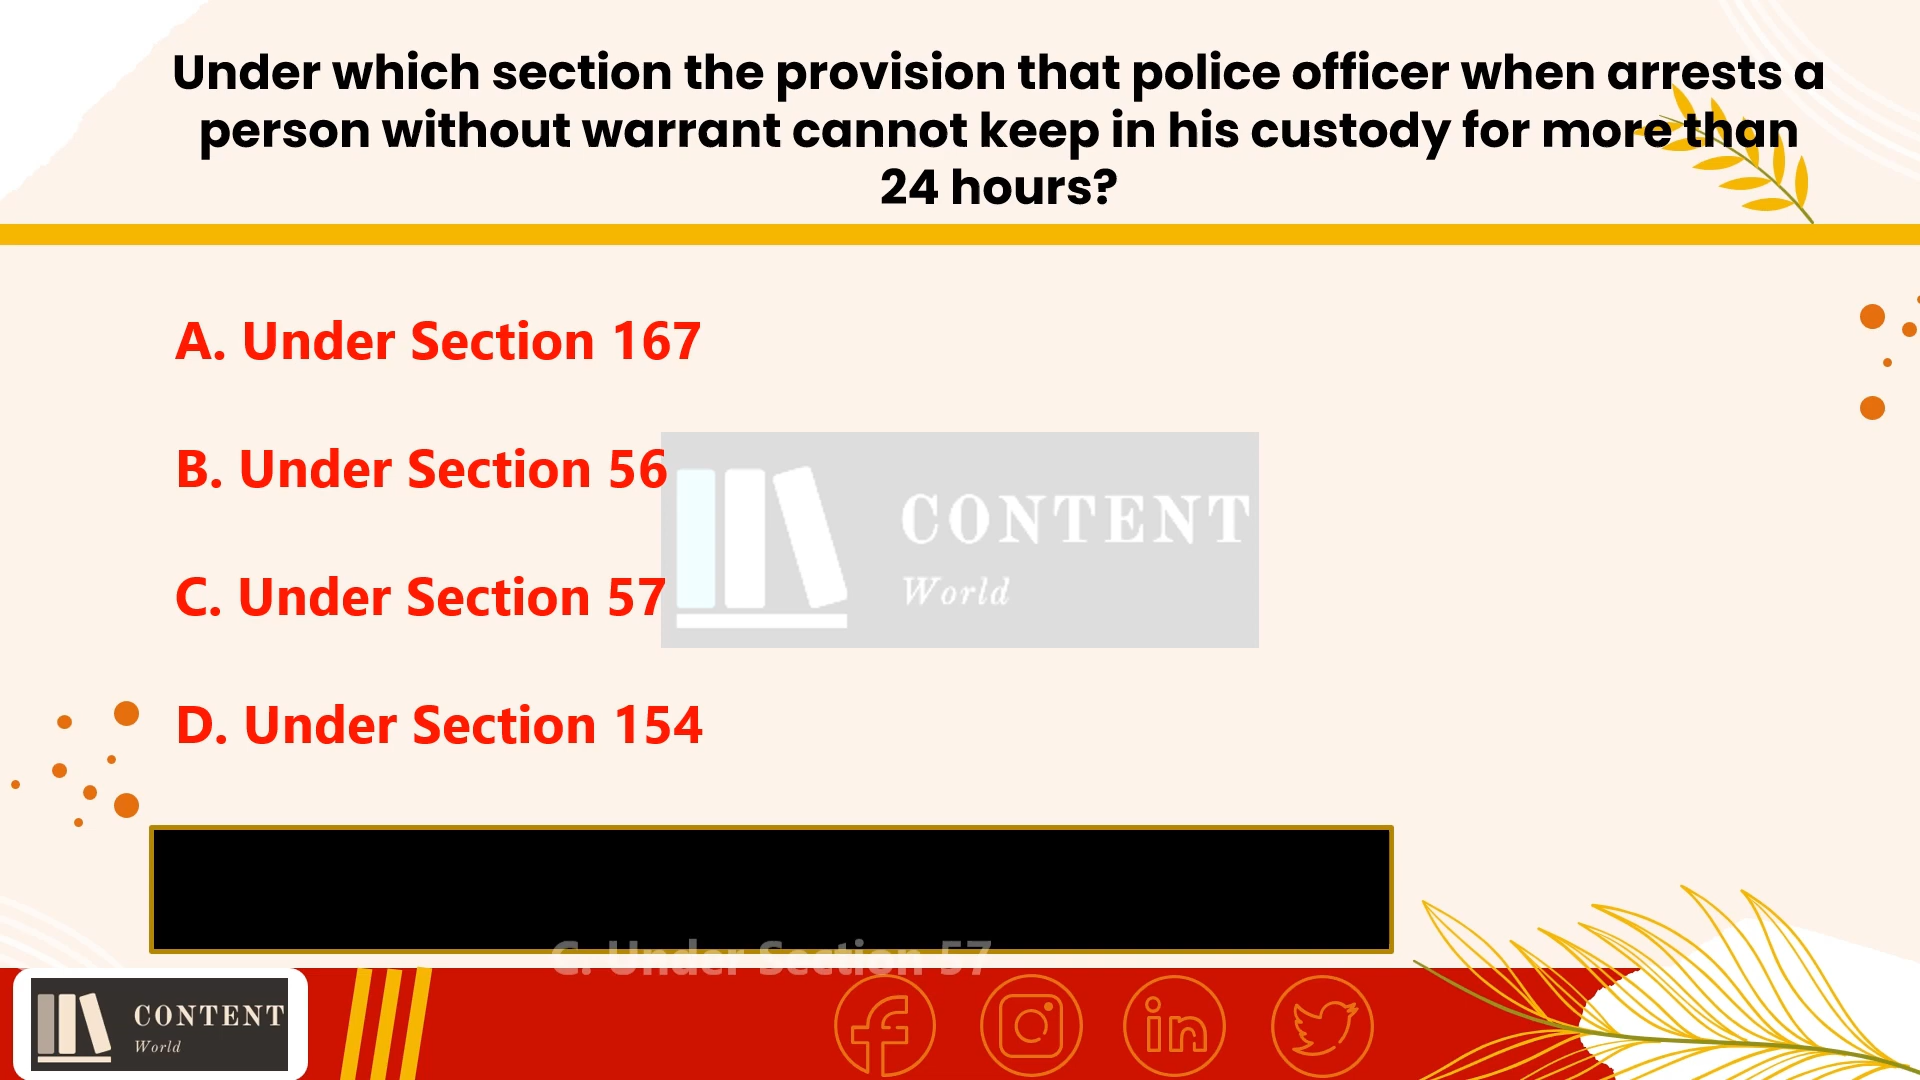 Under which section the provision that police officer when arrests a
person without warrant cannot keep in his custody for more than
24 hours?
A. Under Section 167
B. Under Section 56
C. Under Section 57
D. Under Section 154
CONTENT
World
C. Under Section 57
CONTENT
World